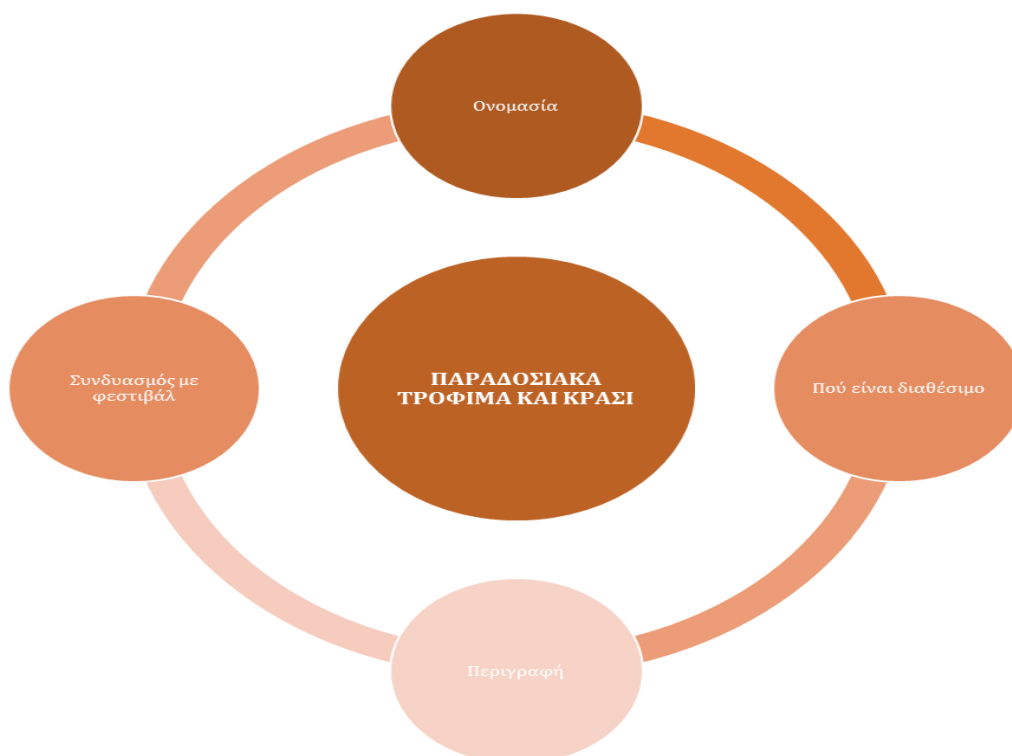 Ονομασία
Συνδυασμός με
φεστιβάλ
ΠΑΡΑΔΟΣΙΑΚΑ
ΤΡΟΦΙΜΑ ΚΑΙ ΚΡΑΣΙ
Πού είναι διαθέσιμο
Περιγραφή